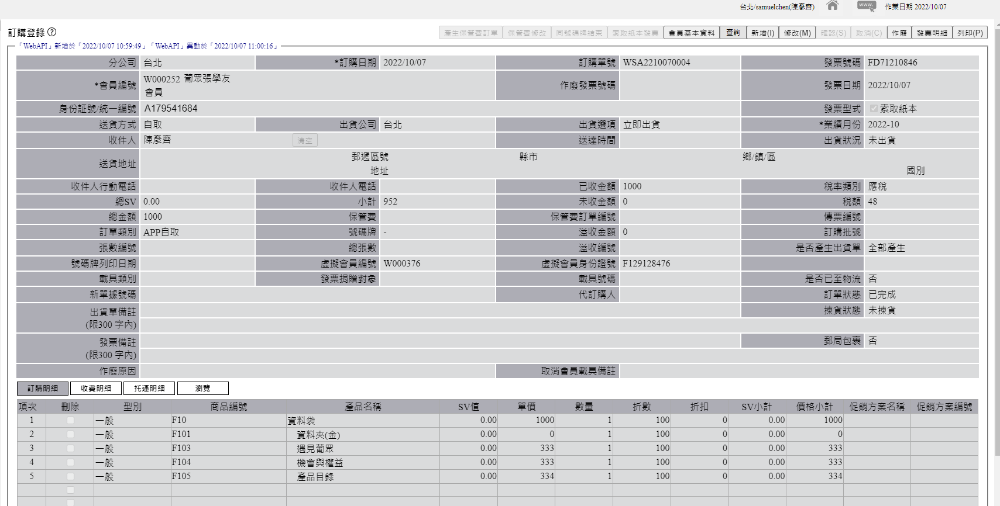 台北/samuelchen(陳彥齊) www. 作業日期 2022/10/07
訂購登錄 ? 產生保管費訂單 保管費修改 同號碼牌結束 索取紙本發票 會員基本資料 查詢 新增(I) 修改(M) 確認(S) 取消(C) 作廢 發票明細 列印(P)
「WebAPI」新增於「2022/10/07 10:59:49」「WebAPI」異動於「2022/10/07 11:00:16」
分公司 台北 *訂購日期 2022/10/07 訂購單號 WSA2210070004 發票號碼 FD71210846
*會員編號 W000252 葡眾張學友 作廢發票號碼 發票日期 2022/10/07
會員
身份証號/統一編號 A179541684 發票型式 索取紙本
送貨方式 自取 出貨公司 台北 出貨選項 立即出貨 *業績月份 2022-10
收件人 陳彥齊 清空 送達時間 出貨狀況 未出貨
送貨地址 郵遞區號 縣市 鄉/鎮/區
地址 國別
收件人行動電話 收件人電話 已收金額 1000 稅率類別 應稅
總SV 0.00 小計 952 未收金額 0 稅額 48
總金額 1000 保管費 保管費訂單編號 傳票編號
訂單類別 APP自取 號碼牌 - 溢收金額 0 訂購批號
張數編號 總張數 溢收編號 是否產生出貨單 全部產生
號碼牌列印日期 虛擬會員編號 W000376 虛擬會員身份證號 F129128476
載具類別 發票捐贈對象 載具號碼 是否已至物流 否
新單據號碼 代訂購人 訂單狀態 已完成
出貨單備註 揀貨狀態 未揀貨
(限300 字內)
發票備註 郵局包裹 否
(限300 字內)
作廢原因 取消會員載具備註
訂購明細 收費明細 托運明細 瀏覽
項次 刪除 型別 商品編號 產品名稱 SV值 單價 數量 折數 折扣 SV小計 價格小計 促銷方案名稱 促銷方案編號
1 一般 F10 資料袋 0.00 1000 1 100 0 0.00 1000
2 一般 F101 資料夾(金) 0.00 0 1 100 0 0.00 0
3 一般 F103 遇見葡眾 0.00 333 1 100 0 0.00 333
4 一般 F104 機會與權益 0.00 333 1 100 0 0.00 333
5 一般 F105 產品目錄 0.00 334 1 100 0 0.00 334